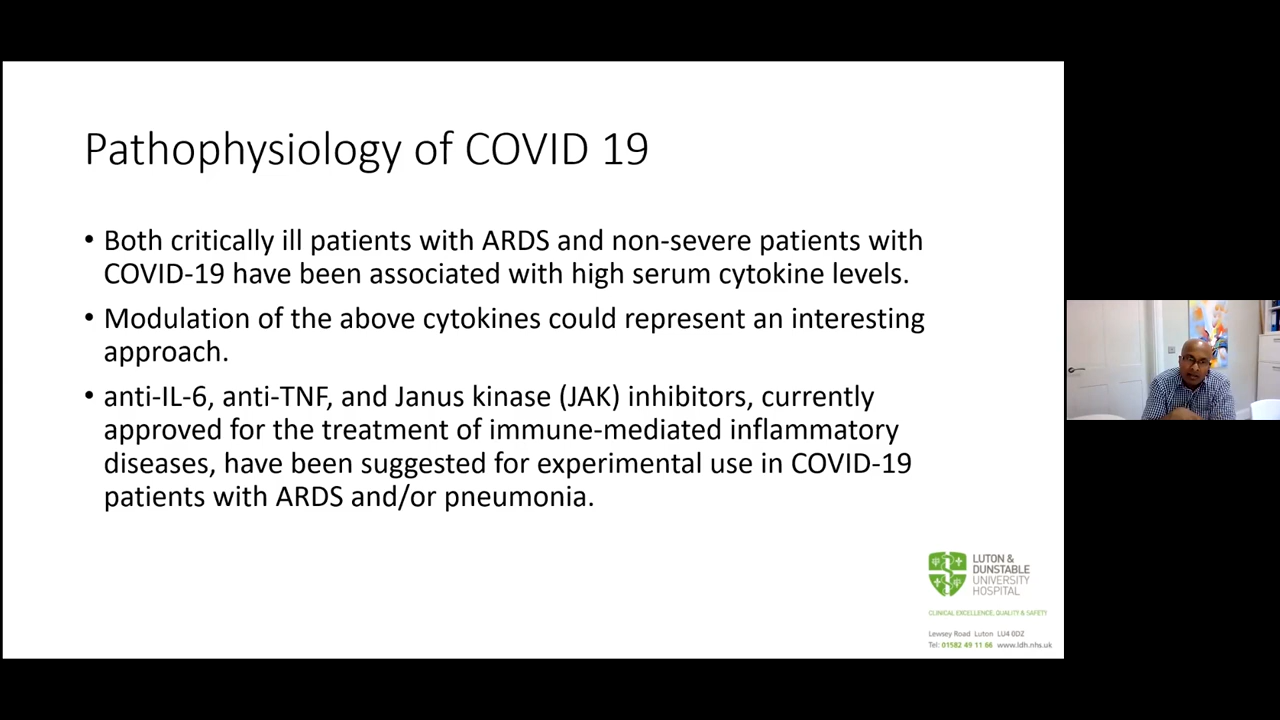 Pathophysiology of COVID 19
• Both critically ill patients with ARDS and non-severe patients with
COVID-19 have been associated with high serum cytokine levels.
• Modulation of the above cytokines could represent an interesting
approach.
• anti-IL-6, anti-TNF, and Janus kinase (JAK) inhibitors, currently
approved for the treatment of immune-mediated inflammatory
diseases, have been suggested for experimental use in COVID-19
patients with ARDS and/or pneumonia.
LUTON &
DUNSTABLE
UNIVERSITY
HOSPITAL
CLINICAL EXCELLENCE, QUALITY & SAFETY
Lewsey Road Luton LU4 0DZ
Tel: 01582 49 11 66 www.ldh.nhs.uk